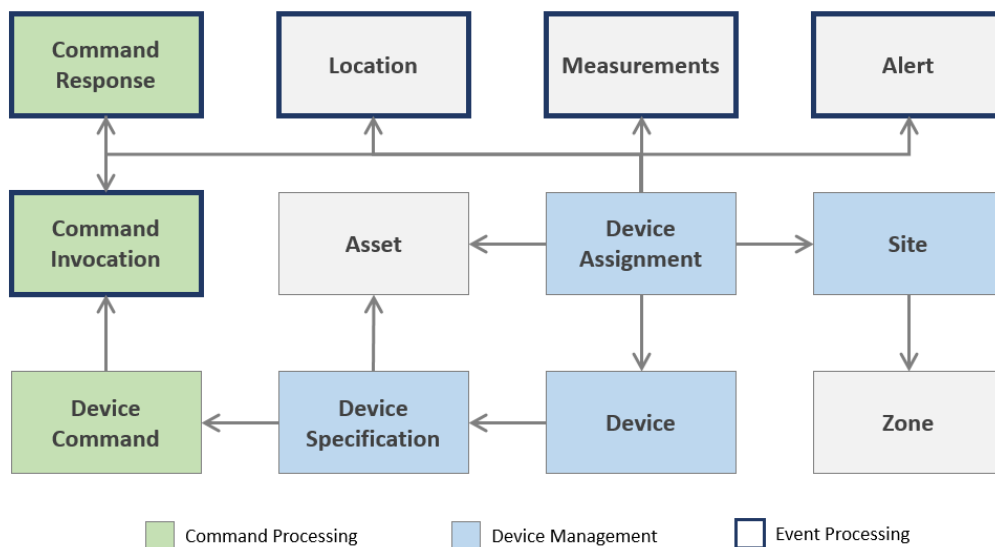 Command
Response
Location
Measurements
Alert
Command
Invocation
Asset
Device
Assignment
Site
Device
Command
Device
Specification
Device
Zone
Command Processing
Device Management
Event Processing